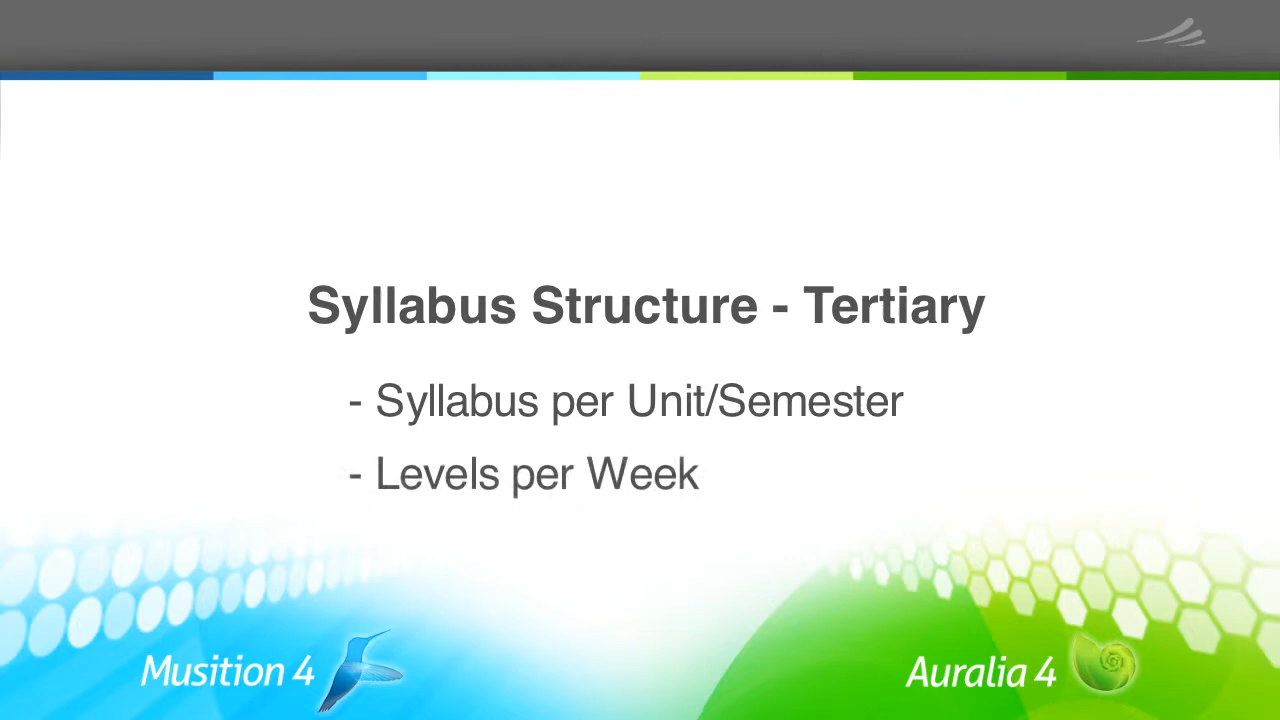 Syllabus Structure - Tertiary
- Syllabus per Unit/Semester
- Levels per Week
Musition 4
Auralia 4